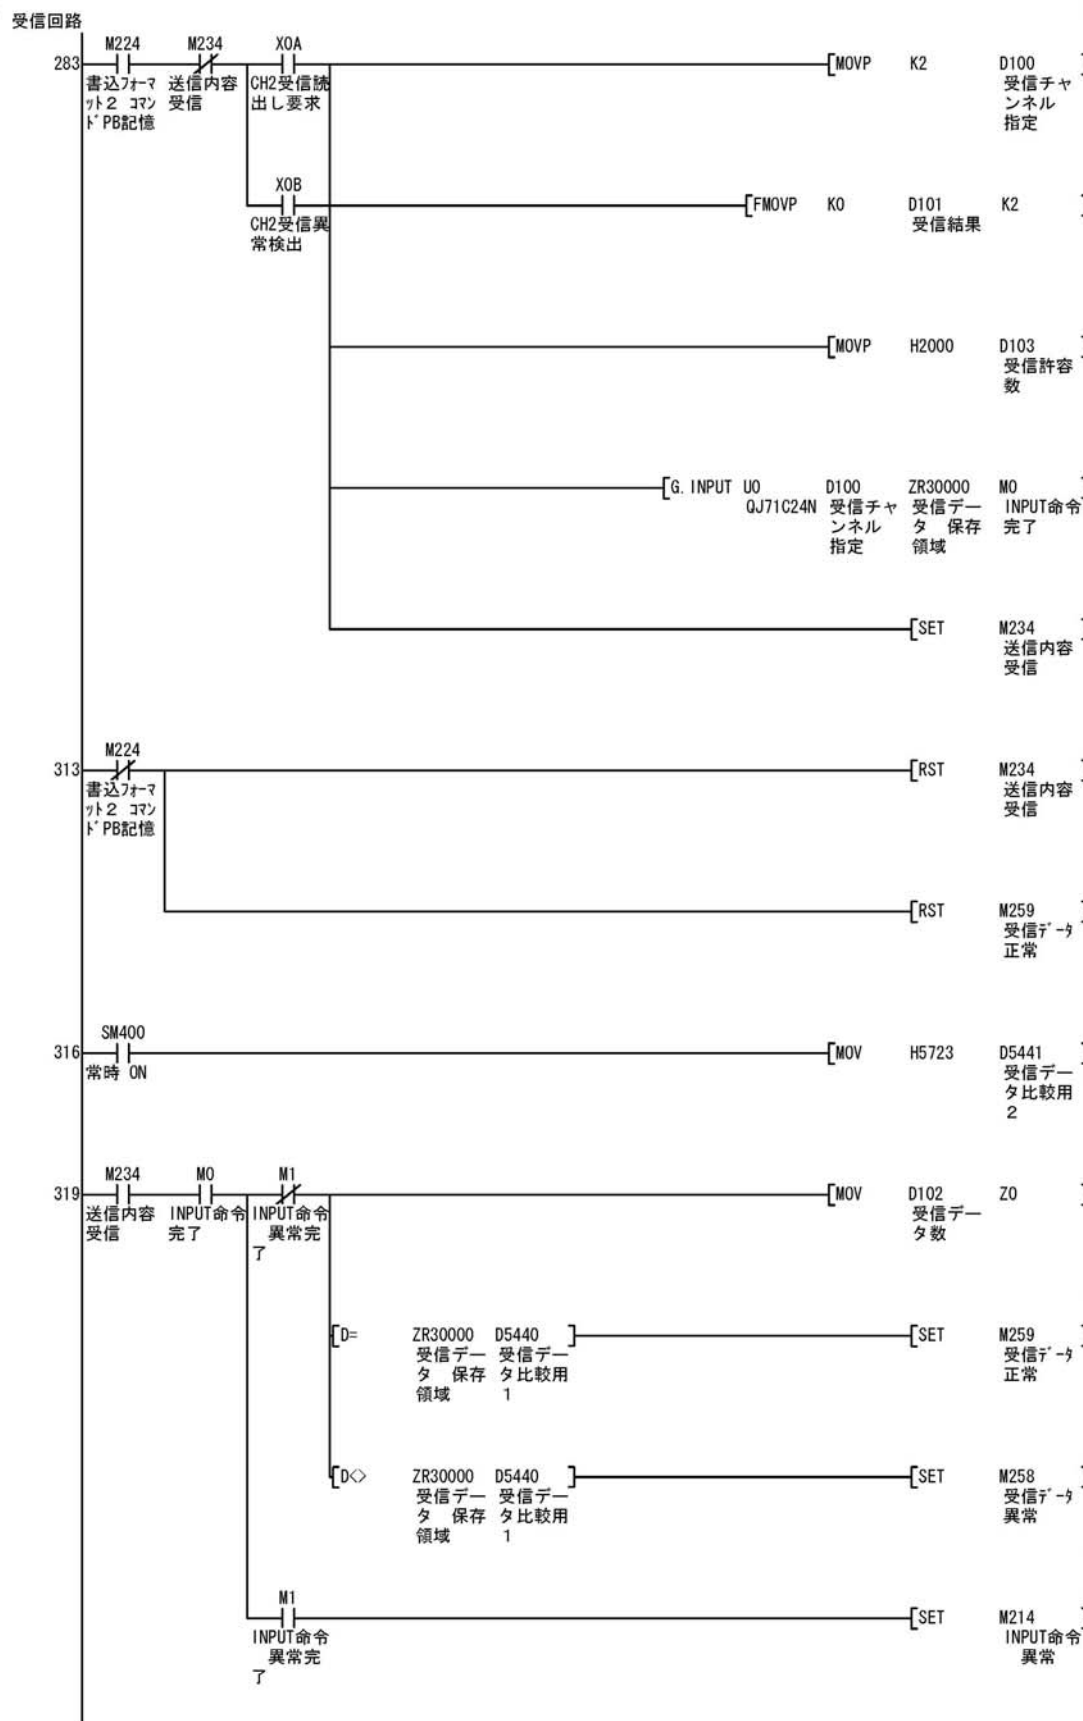 受信回路
M224 M234 X0A
283 [MOVP K2 D100 ]
書込ﾌｫｰﾏ 送信内容 CH2受信読 受信チャ
ｯﾄ２ ｺﾏﾝ 受信 出し要求 ンネル
ﾄﾞPB記憶 指定
X0B
[FMOVP K0 D101 K2 ]
CH2受信異 受信結果
常検出
[MOVP H2000 D103 ]
受信許容
数
[G.INPUT U0 D100 ZR30000 M0 ]
QJ71C24N 受信チャ 受信デー INPUT命令
ンネル タ 保存 完了
指定 領域
[SET M234 ]
送信内容
受信
M224
313 [RST M234 ]
書込ﾌｫｰﾏ 送信内容
ｯﾄ２ ｺﾏﾝ 受信
ﾄﾞPB記憶
[RST M259 ]
受信ﾃﾞｰﾀ
正常
SM400
316 [MOV H5723 D5441 ]
常時 ON 受信デー
タ比較用
２
M234 M0 M1
319 [MOV D102 Z0 ]
送信内容 INPUT命令 INPUT命令 受信デー
受信 完了 異常完 タ数
了
[D= ZR30000 D5440 ] [SET M259 ]
受信デー 受信デー 受信ﾃﾞｰﾀ
タ 保存 タ比較用 正常
領域 １
[D<> ZR30000 D5440 ] [SET M258 ]
受信デー 受信デー 受信ﾃﾞｰﾀ
タ 保存 タ比較用 異常
領域 １
M1
[SET M214 ]
INPUT命令 INPUT命令
異常完 異常
了